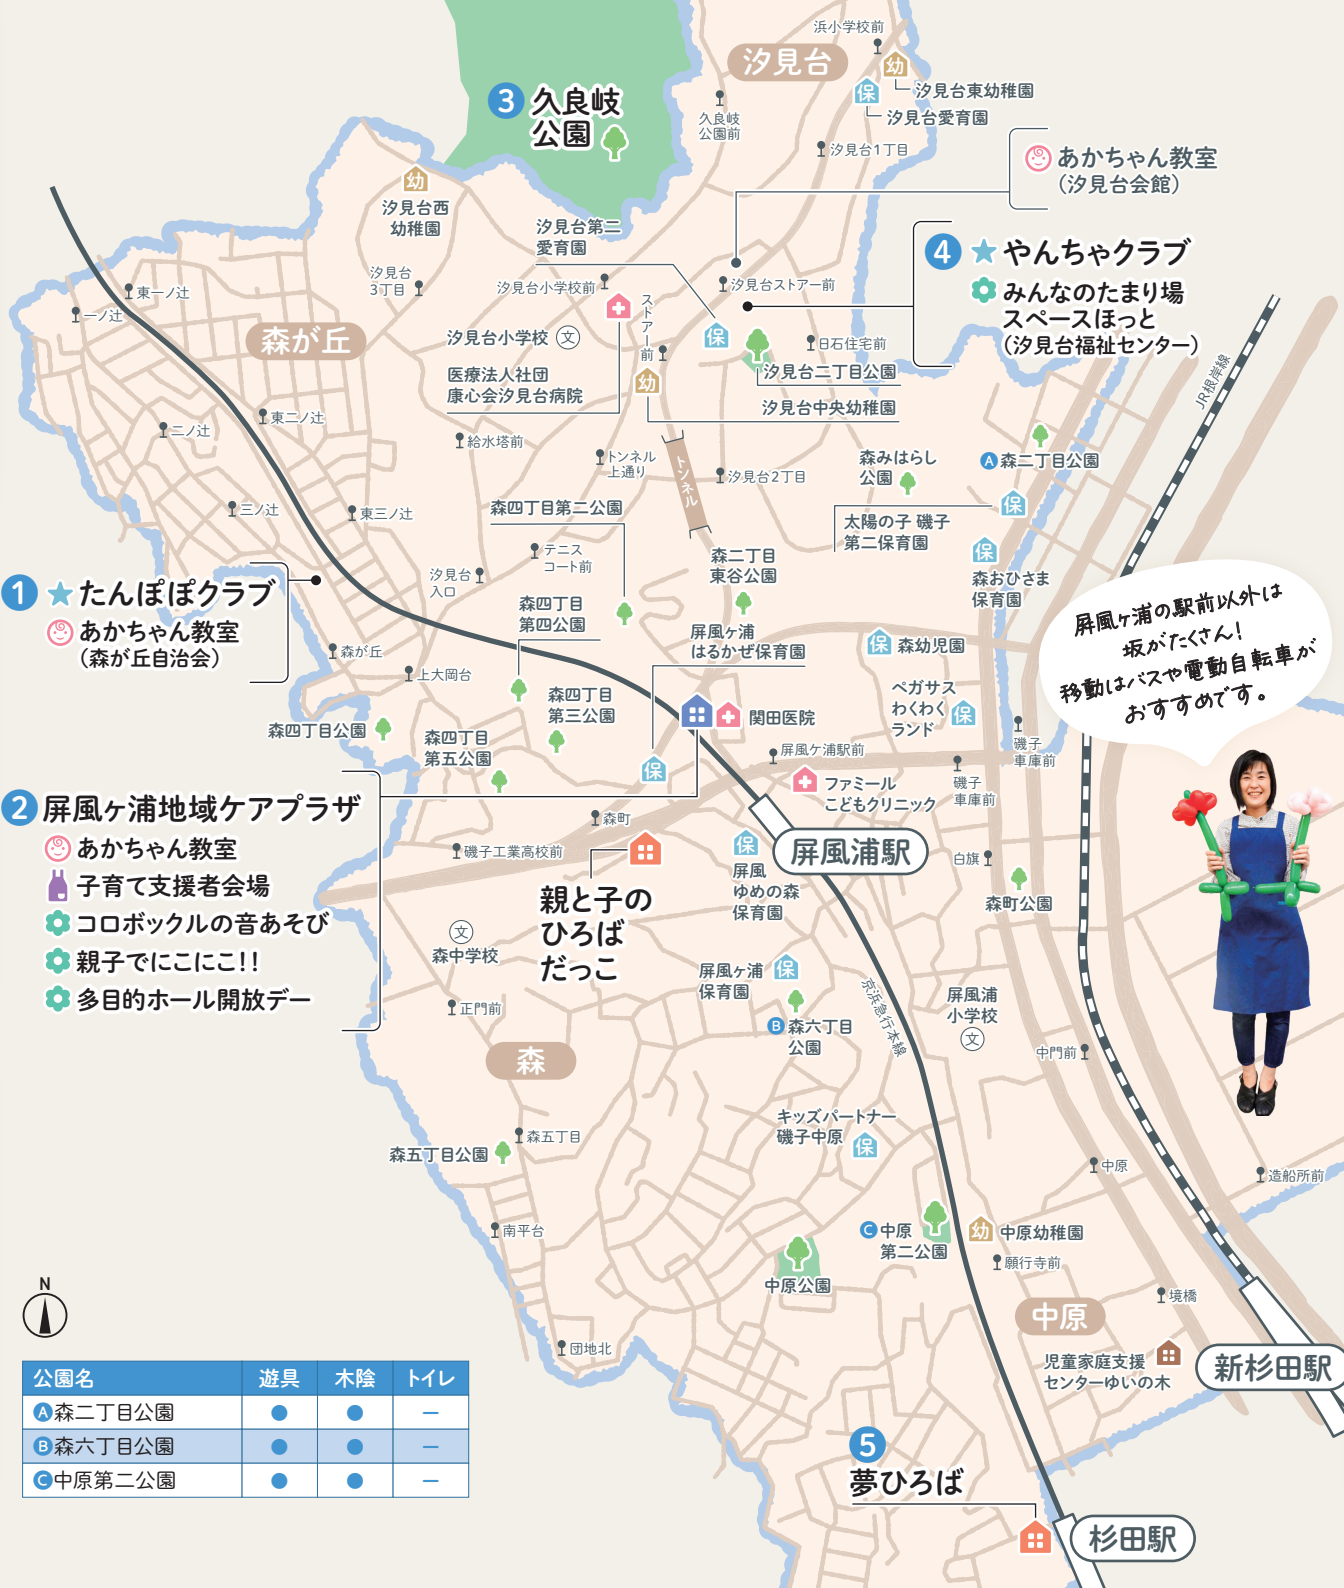 浜小学校前
汐見台
幼
汐見台東幼稚園
保
汐見台愛育園
久良岐
公園前
汐見台1丁目
3 久良岐
公園
あかちゃん教室
（汐見台会館）
幼
汐見台西
幼稚園
汐見台第二
愛育園
4 やんちゃクラブ
みんなのたまり場
スペースほっと
（汐見台福祉センター）
汐見台
3丁目
汐見台小学校前
汐見台ストアー前
ストアー前
東一ノ辻
一ノ辻
森が丘
汐見台小学校 文
保
日石住宅前
汐見台二丁目公園
医療法人社団
康心会汐見台病院
幼
汐見台中央幼稚園
JR根岸線
東二ノ辻
二ノ辻
給水塔前
トンネル
上通り
トンネル
汐見台2丁目
森みはらし
公園
A 森二丁目公園
三ノ辻
東三ノ辻
森四丁目第二公園
太陽の子 磯子
第二保育園
保
テニス
コート前
森二丁目
東谷公園
保
森おひさま
保育園
汐見台
入口
1 たんぽぽクラブ
あかちゃん教室
（森が丘自治会）
森四丁目
第四公園
屏風ヶ浦
はるかぜ保育園
保
森幼児園
屏風ヶ浦の駅前以外は
坂がたくさん！
移動はバスや電動自転車が
おすすめです。
森が丘
上大岡台
森四丁目
第三公園
関田医院
ペガサス
わくわく
ランド
保
森四丁目公園
森四丁目
第五公園
保
屏風ヶ浦駅前
磯子
車庫前
ファミール
こどもクリニック
磯子
車庫前
2 屏風ヶ浦地域ケアプラザ
あかちゃん教室
子育て支援者会場
コロボックルの音あそび
親子でにこにこ!!
多目的ホール開放デー
森町
磯子工業高校前
屏風浦駅
保
屏風
ゆめの森
保育園
白旗
森町公園
親と子の
ひろば
だっこ
文
森中学校
屏風ヶ浦
保育園
保
京浜急行本線
屏風浦
小学校
文
正門前
B 森六丁目
公園
中門前
森
キッズパートナー
磯子中原
保
森五丁目
森五丁目公園
中原
造船所前
南平台
C 中原
第二公園
幼
中原幼稚園
願行寺前
中原公園
境橋
N
中原
団地北
児童家庭支援
センターゆいの木
新杉田駅
公園名 遊具 木陰 トイレ
A森二丁目公園 ● ● －
B森六丁目公園 ● ● －
C中原第二公園 ● ● －
5
夢ひろば
杉田駅